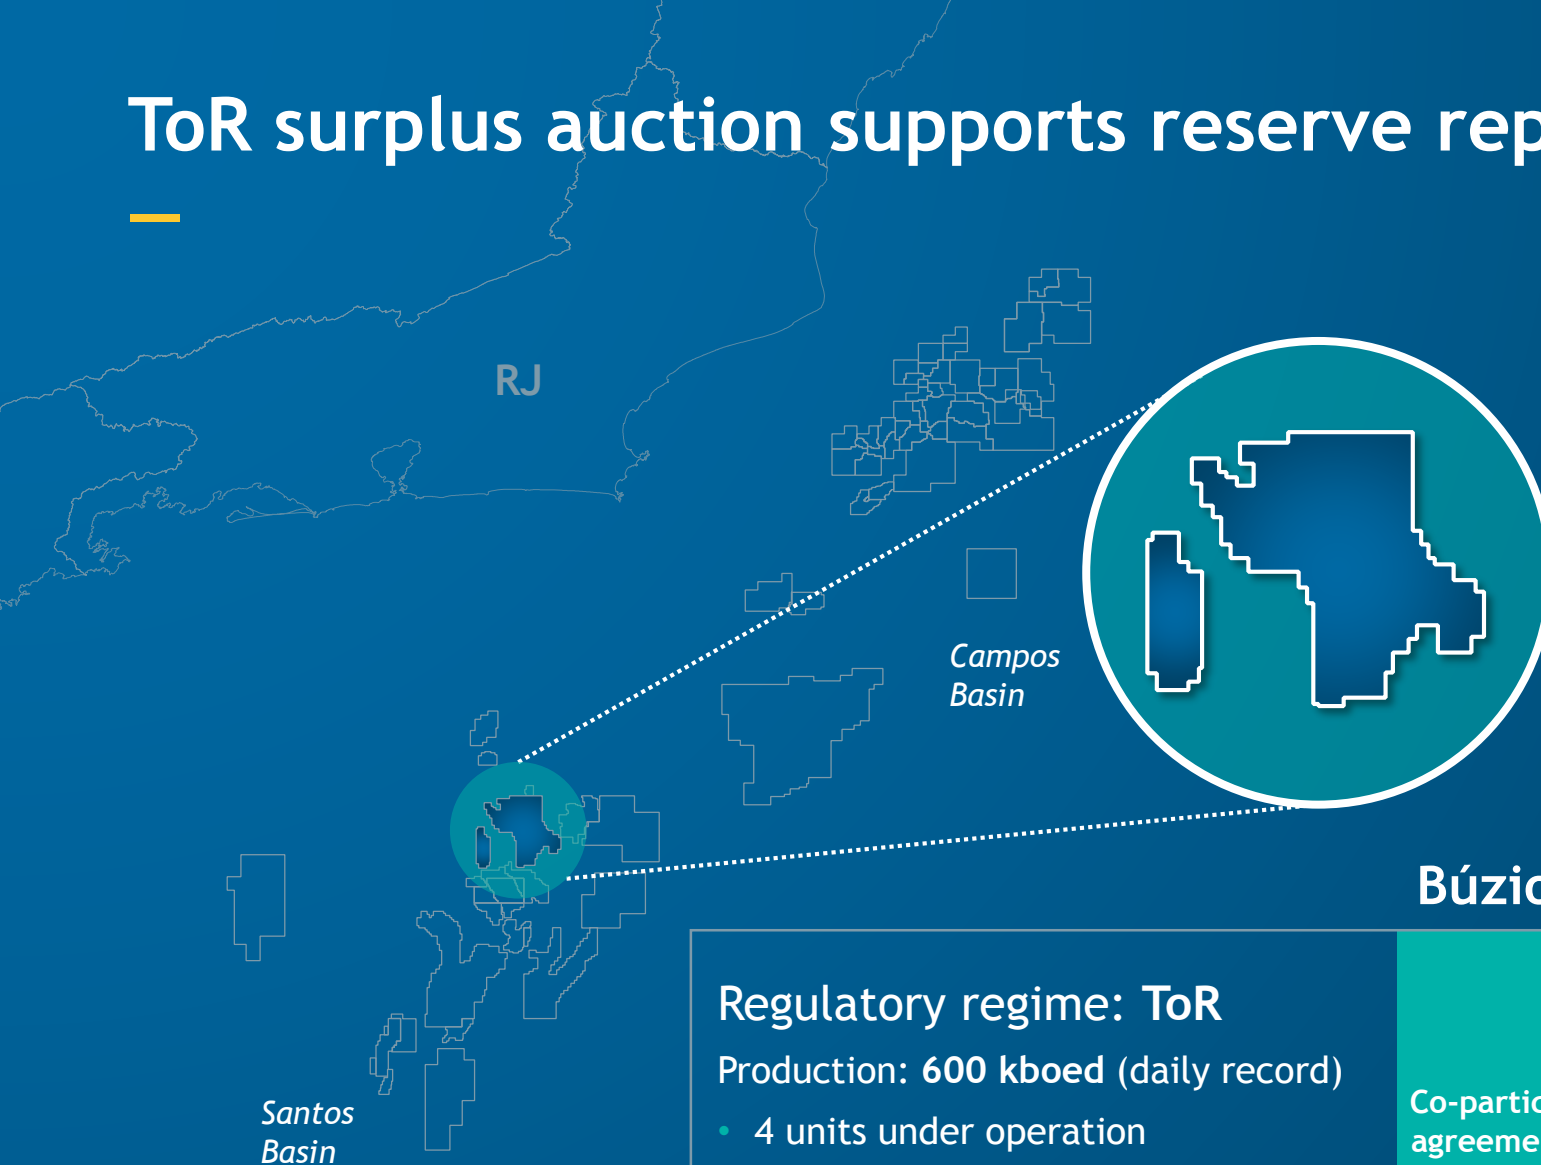 ToR surplus auction supports reserve rep
RJ
Campos
Basin
Búzio
Regulatory regime: ToR
Production: 600 kboed (daily record)
• 4 units under operation
Co-partic
agreeme
Santos
Basin